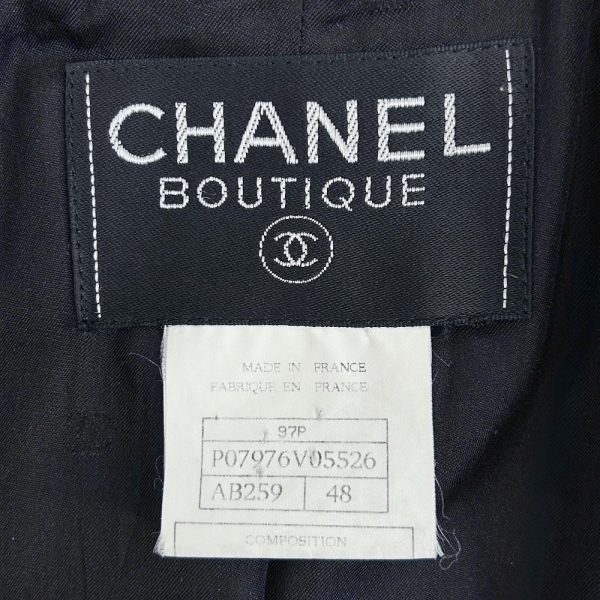 CHANEL
BOUTIQUE
MADE IN FRANCE
FABRIQUE EN FRANCE
97P
P07976V05526
AB259 48
COMPOSITION